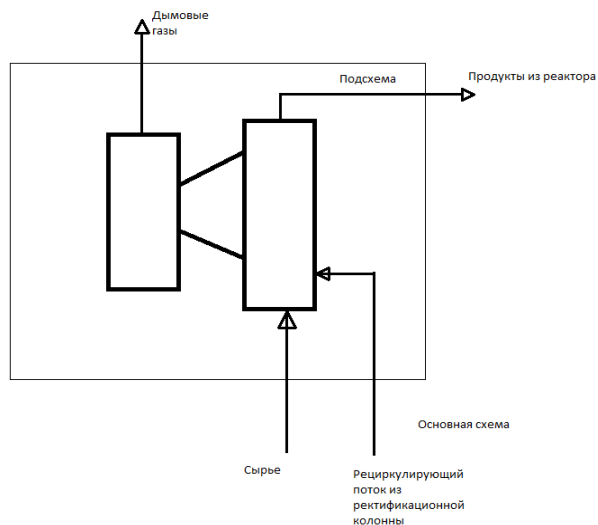 Дымовые
газы
Подсхема
Продукты из реактора
Основная схема
Сырье
Рециркулирующий
поток из
ректификационной
колонны